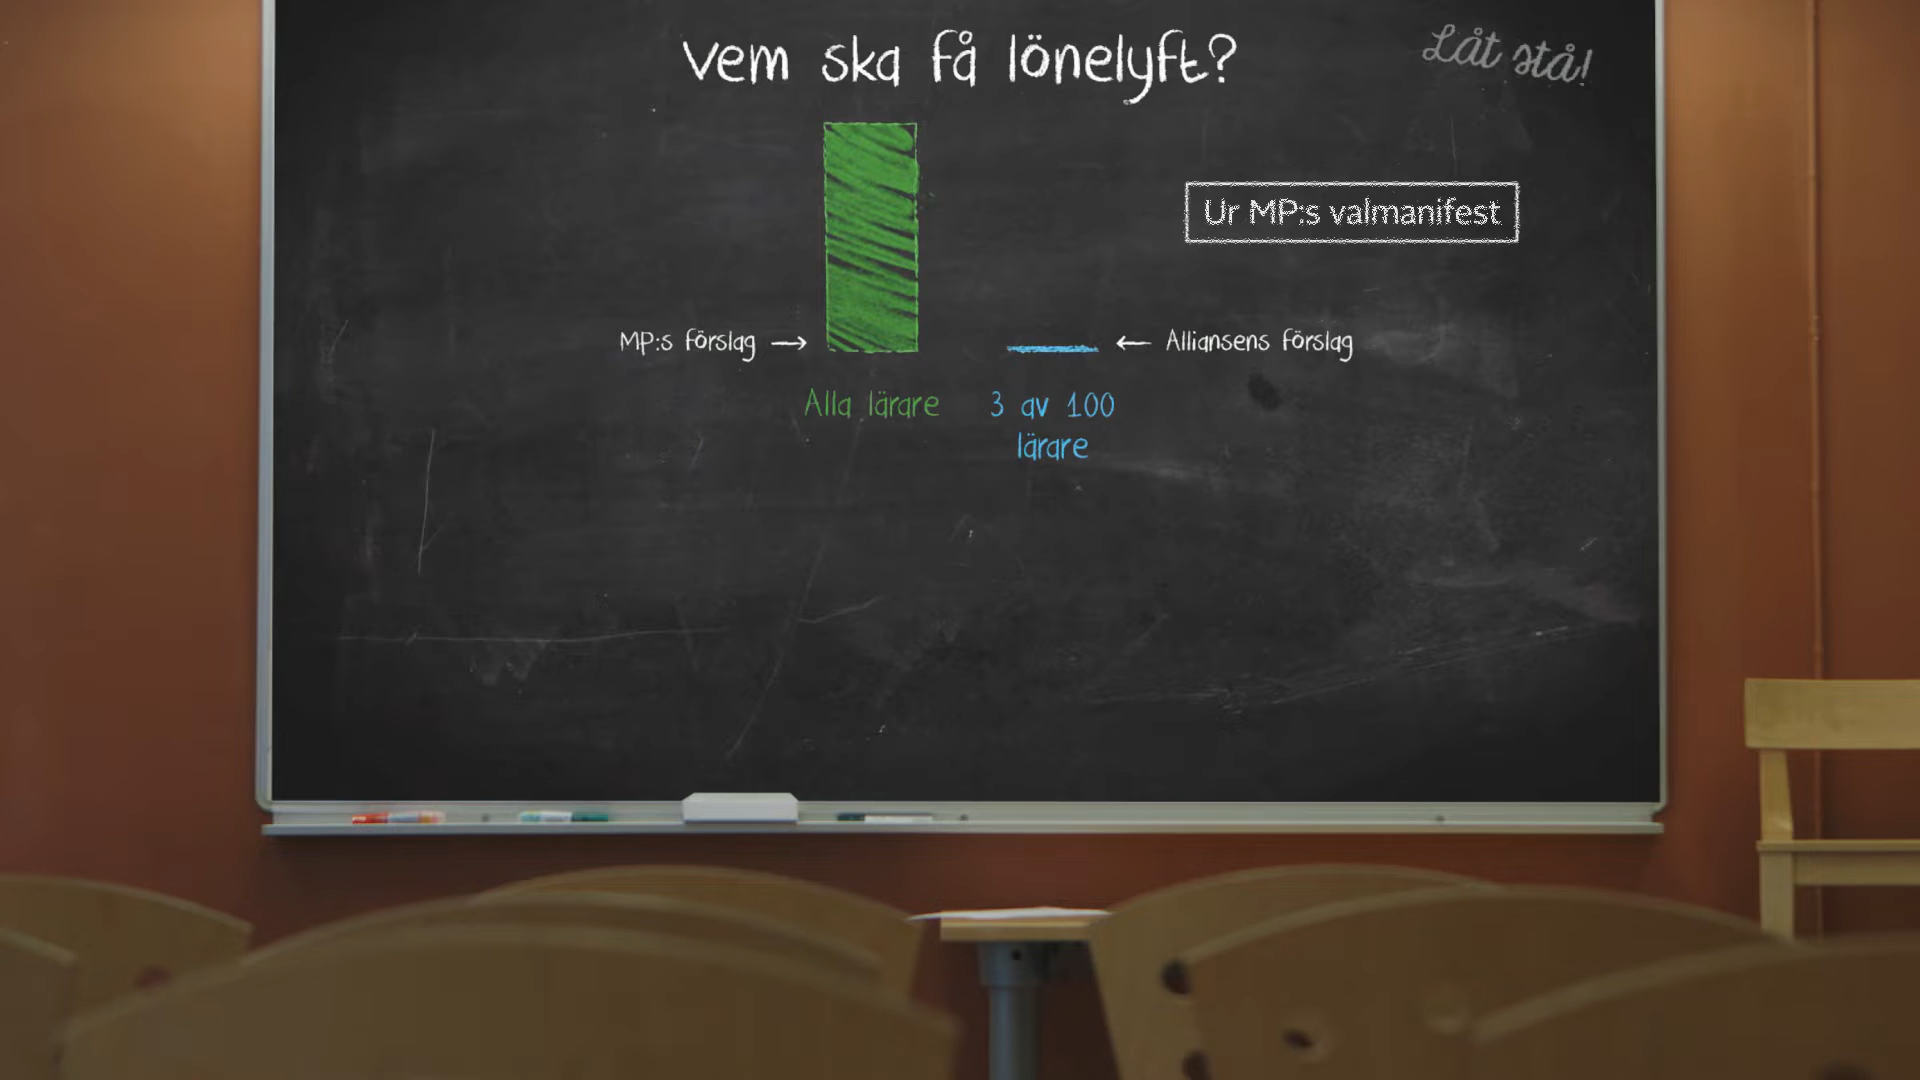 Vem ska få lönelyft?
Låt stå!
Ur MP:s valmanifest
MP:s förslag →
← Alliansens förslag
Alla lärare
3 av 100
lärare